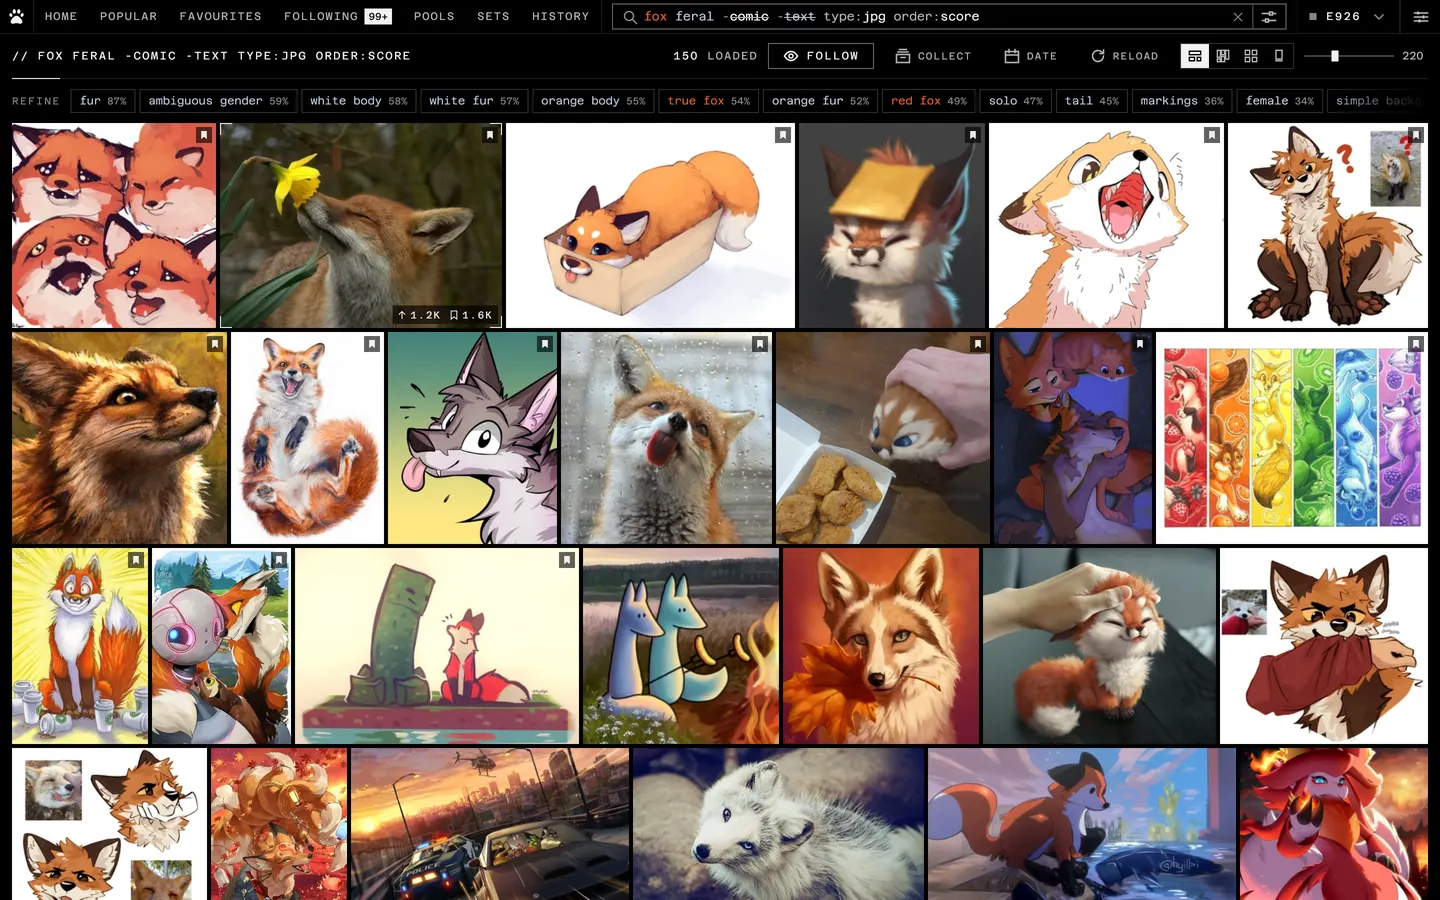 HOME POPULAR FAVOURITES FOLLOWING 99+ POOLS SETS HISTORY fox feral -comic -text type:jpg order:score E926
// FOX FERAL -COMIC -TEXT TYPE:JPG ORDER:SCORE 150 LOADED FOLLOW COLLECT DATE RELOAD 220
REFINE fur 87% ambiguous gender 59% white body 58% white fur 57% orange body 55% true fox 54% orange fur 52% red fox 49% solo 47% tail 45% markings 36% female 34% simple backg
? ?
1.2K 1.6K
POLICE